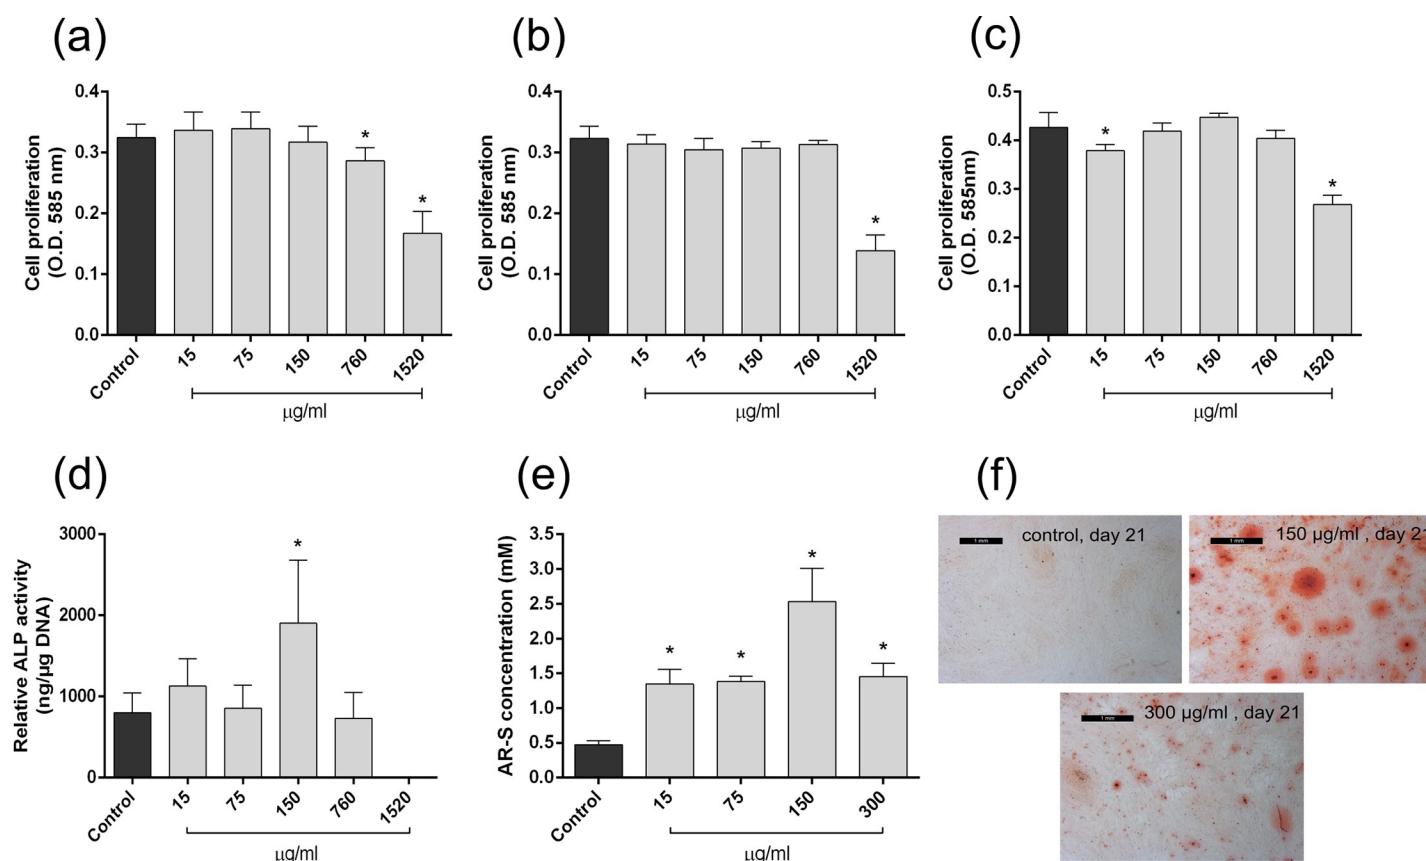 (a)
Cell proliferation
(O.D. 585 nm)
0.4
0.3
0.2
0.1
0.0
*
*
Control
15
75
150
760
1520
µg/ml
(b)
Cell proliferation
(O.D. 585 nm)
0.4
0.3
0.2
0.1
0.0
*
Control
15
75
150
760
1520
µg/ml
(c)
Cell proliferation
(O.D. 585nm)
0.5
0.4
0.3
0.2
0.1
0.0
*
*
Control
15
75
150
760
1520
µg/ml
(d)
Relative ALP activity
(ng/µg DNA)
3000
2000
1000
0
*
Control
15
75
150
760
1520
µg/ml
(e)
AR-S concentration (mM)
3.5
3.0
2.5
2.0
1.5
1.0
0.5
0.0
*
*
*
*
Control
15
75
150
300
µg/ml
(f)
1 mm
control, day 21
1 mm
150 µg/ml , day 21
1 mm
300 µg/ml , day 21